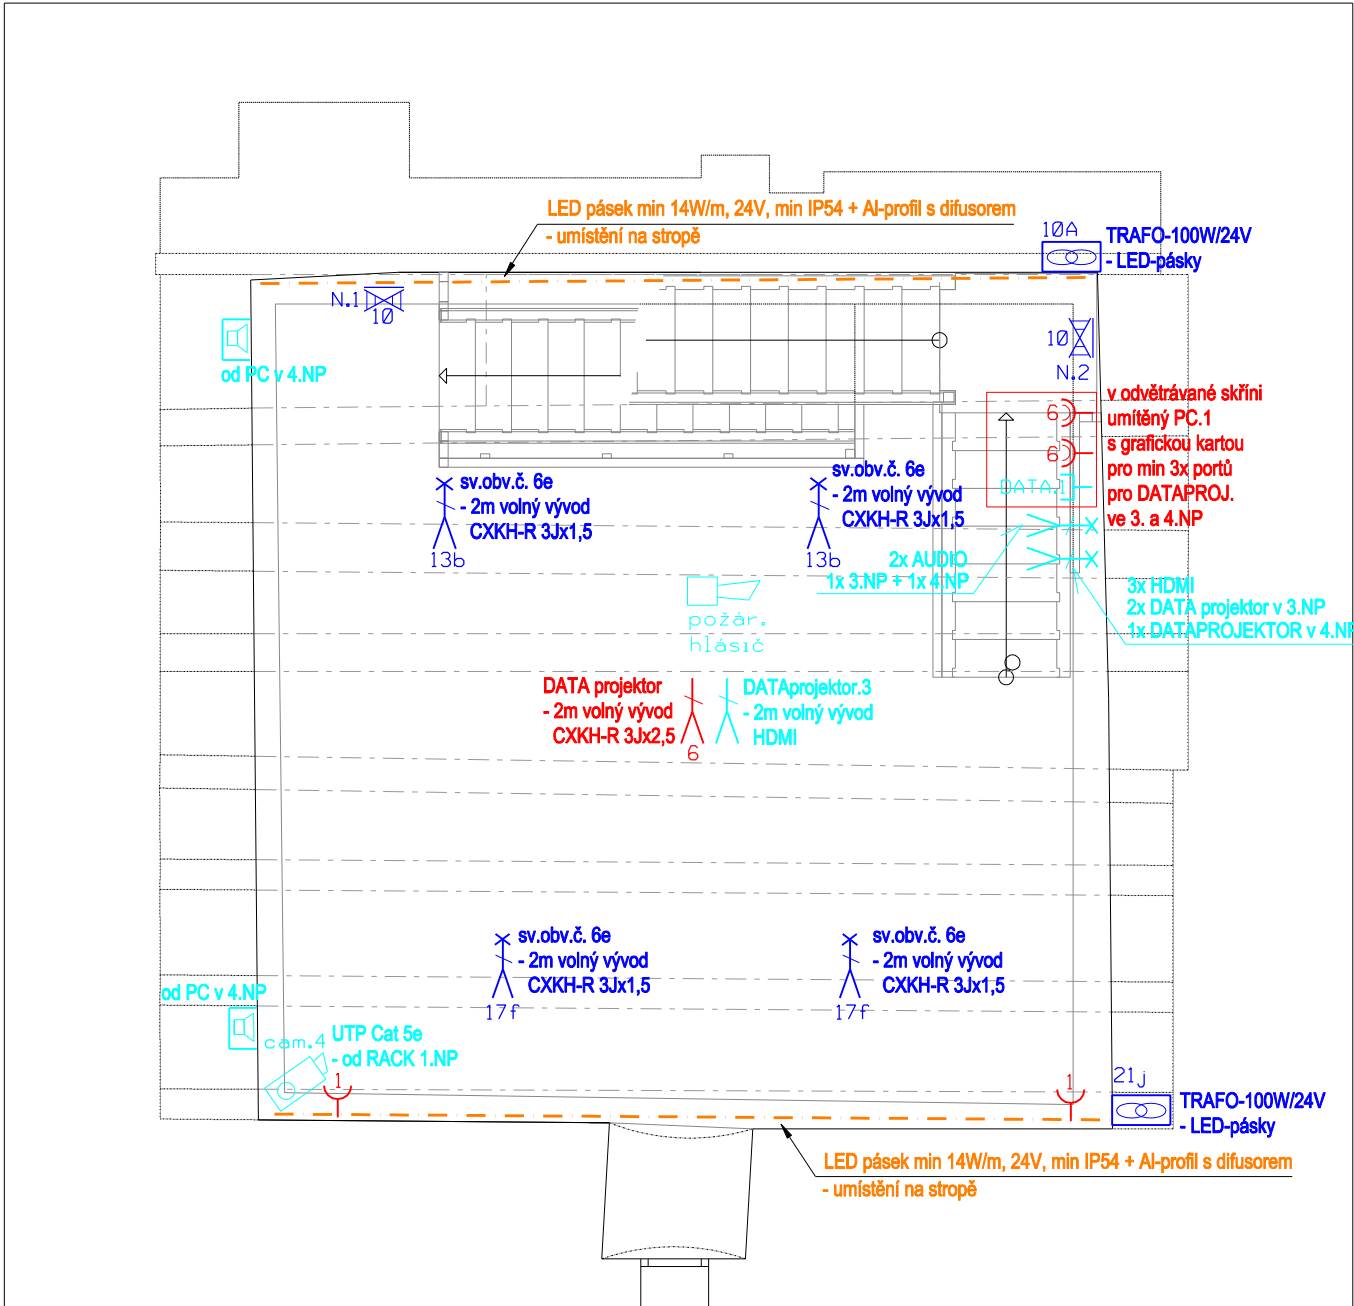 LED pásek min 14W/m, 24V, min IP54 + Al-profil s difusorem
- umístění na stropě
10A
TRAFO-100W/24V
- LED-pásky
N.1
10
10
N.2
od PC v 4.NP
v odvětrávané skříni
umítěný PC.1
s grafickou kartou
pro min 3x portů
pro DATAPROJ.
ve 3. a 4.NP
6
6
DATA.1
sv.obv.č. 6e
- 2m volný vývod
CXKH-R 3Jx1,5
13b
sv.obv.č. 6e
- 2m volný vývod
CXKH-R 3Jx1,5
13b
2x AUDIO
1x 3.NP + 1x 4.NP
3x HDMI
2x DATA projektor v 3.NP
1x DATAPROJEKTOR v 4.NP
požár.
hlásič
DATA projektor
- 2m volný vývod
CXKH-R 3Jx2,5
6
DATAprojektor.3
- 2m volný vývod
HDMI
sv.obv.č. 6e
- 2m volný vývod
CXKH-R 3Jx1,5
17f
sv.obv.č. 6e
- 2m volný vývod
CXKH-R 3Jx1,5
17f
od PC v 4.NP
cam.4
UTP Cat 5e
- od RACK 1.NP
1
1
21j
TRAFO-100W/24V
- LED-pásky
LED pásek min 14W/m, 24V, min IP54 + Al-profil s difusorem
- umístění na stropě